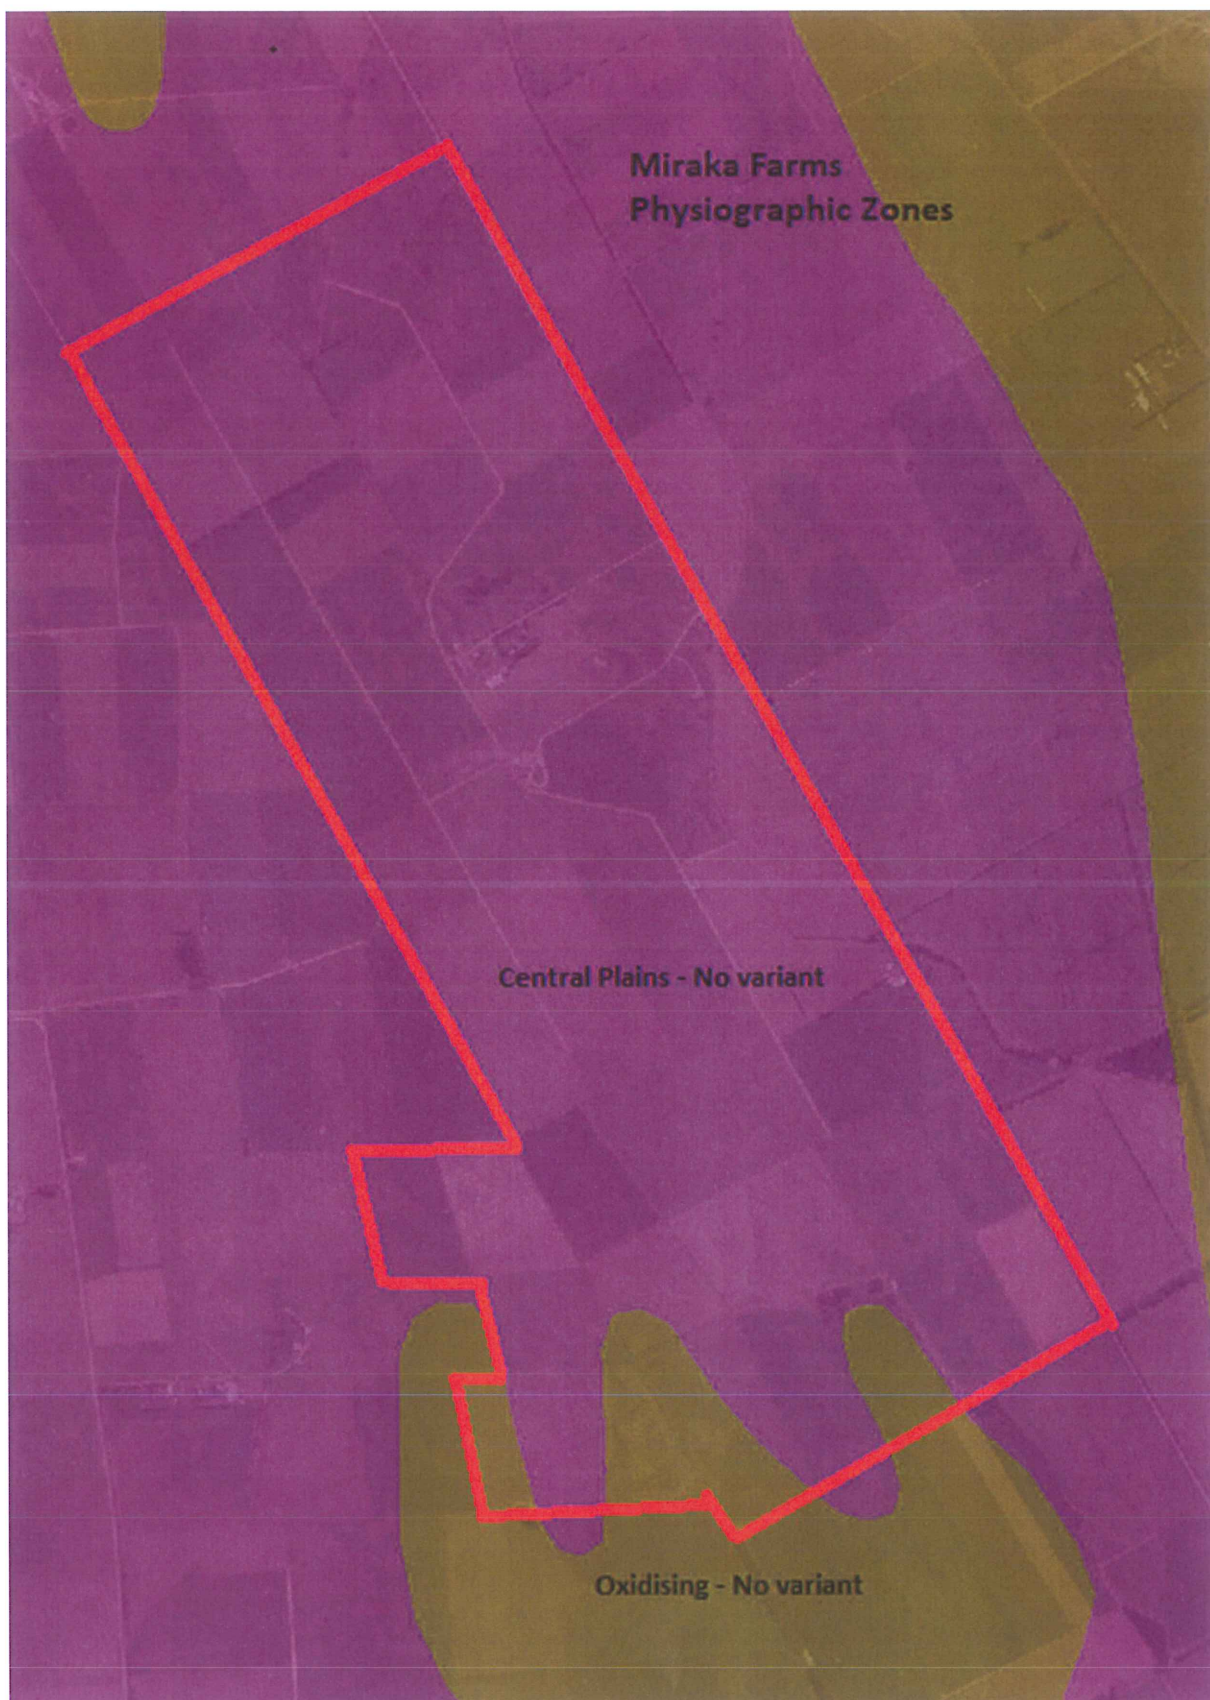 Miraka Farms
Physiographic Zones
Central Plains - No variant
Oxidising - No variant